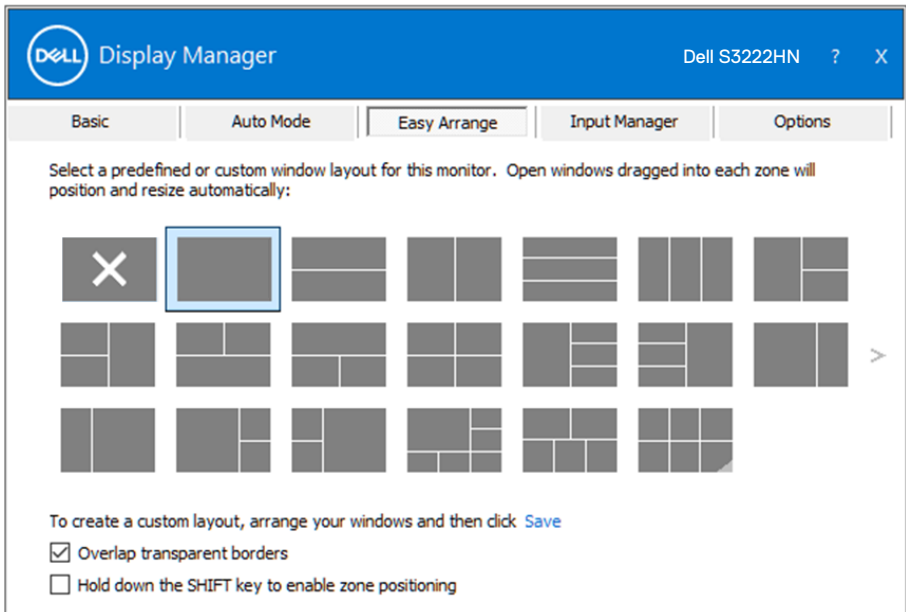 DELL Display Manager Dell S3222HN ? X
Basic Auto Mode Easy Arrange Input Manager Options
Select a predefined or custom window layout for this monitor. Open windows dragged into each zone will
position and resize automatically:
>
To create a custom layout, arrange your windows and then click Save
Overlap transparent borders
Hold down the SHIFT key to enable zone positioning